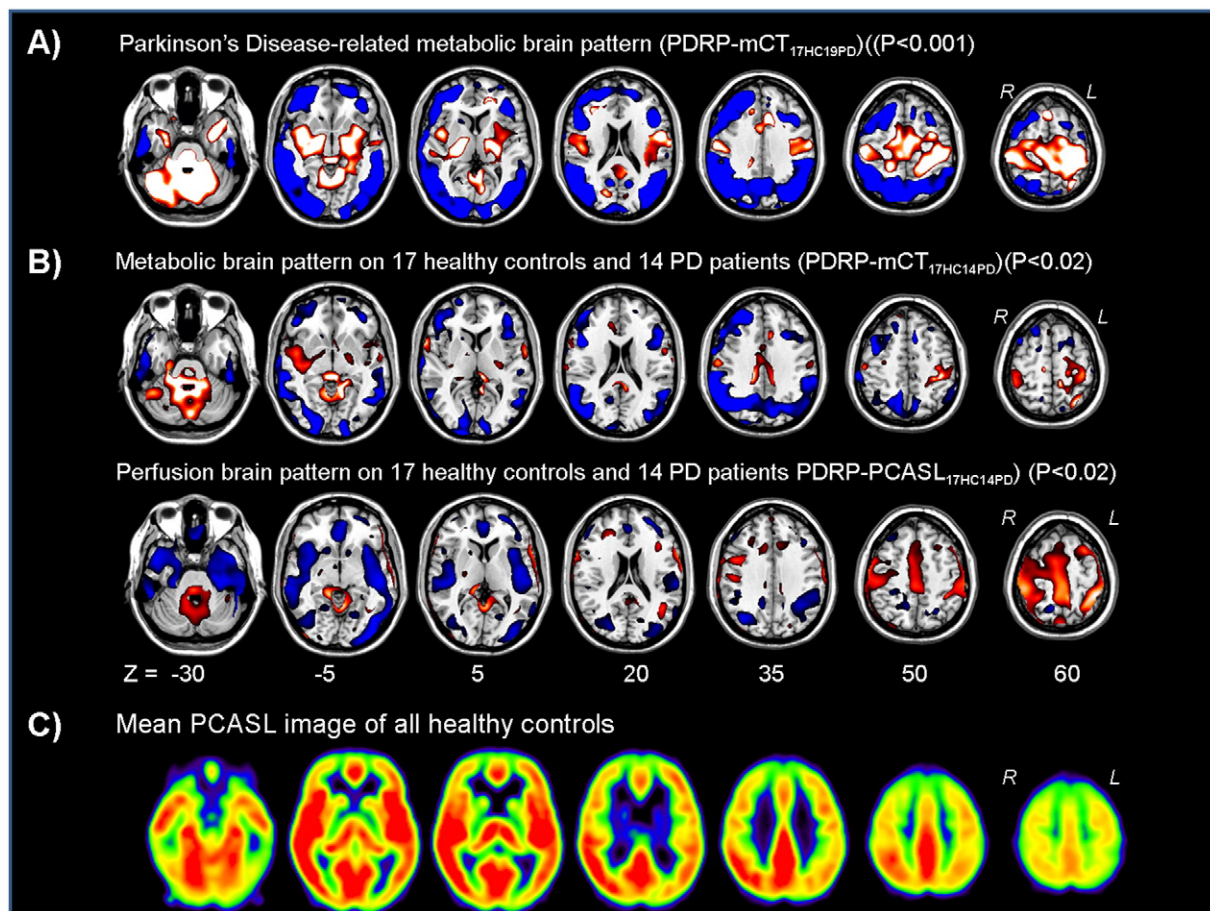 A) Parkinson's Disease-related metabolic brain pattern (PDRP-mCT17HC19PD)((P<0.001)
R L
B) Metabolic brain pattern on 17 healthy controls and 14 PD patients (PDRP-mCT17HC14PD)(P<0.02)
R L
Perfusion brain pattern on 17 healthy controls and 14 PD patients PDRP-PCASL17HC14PD) (P<0.02)
R L
Z = -30 -5 5 20 35 50 60
C) Mean PCASL image of all healthy controls
R L